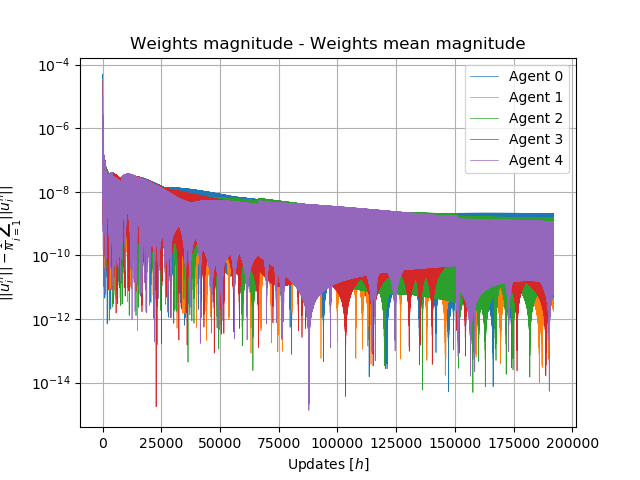 Weights magnitude - Weights mean magnitude
10⁻⁴
10⁻⁶
10⁻⁸
10⁻¹⁰
10⁻¹²
10⁻¹⁴
Agent 0
Agent 1
Agent 2
Agent 3
Agent 4
0 25000 50000 75000 100000 125000 150000 175000 200000
Updates [h]